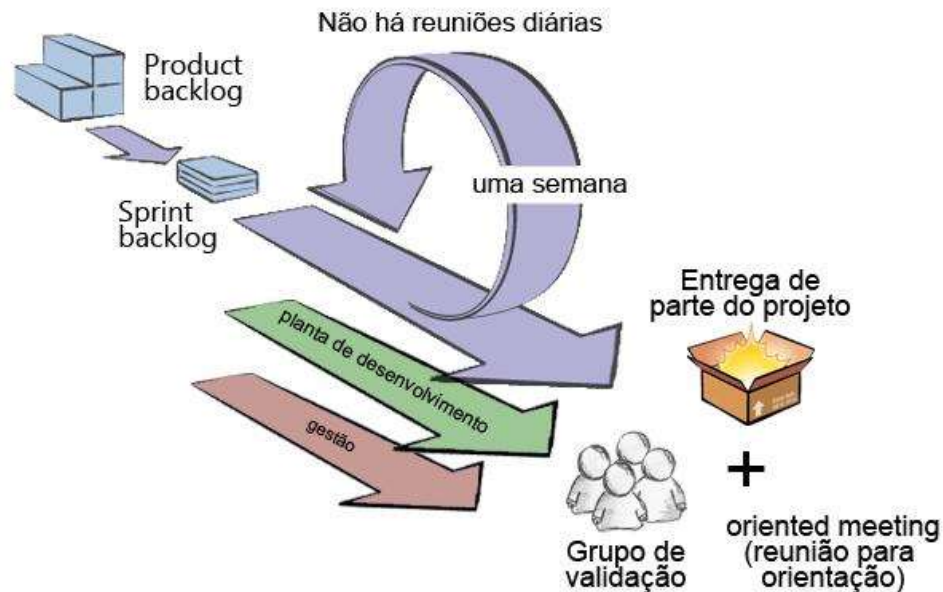 Não há reuniões diárias
Product
backlog
uma semana
Sprint
backlog
Entrega de
parte do projeto
planta de desenvolvimento
gestão
+
Grupo de
validação
oriented meeting
(reunião para
orientação)